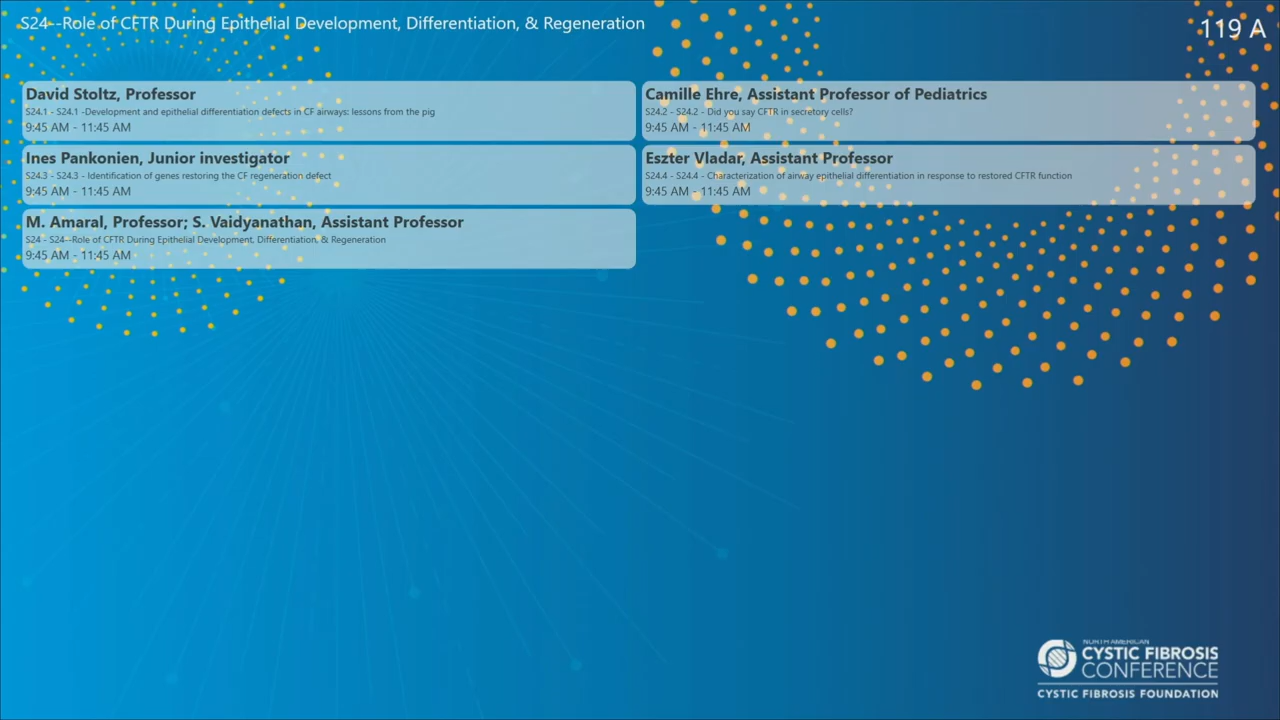 S24--Role of CFTR During Epithelial Development, Differentiation, & Regeneration
119 A
David Stoltz, Professor
S24.1 - S24.1 -Development and epithelial differentiation defects in CF airways: lessons from the pig
9:45 AM - 11:45 AM
Camille Ehre, Assistant Professor of Pediatrics
S24.2 - S24.2 - Did you say CFTR in secretory cells?
9:45 AM - 11:45 AM
Ines Pankonien, Junior investigator
S24.3 - S24.3 - Identification of genes restoring the CF regeneration defect
9:45 AM - 11:45 AM
Eszter Vladar, Assistant Professor
S24.4 - S24.4 - Characterization of airway epithelial differentiation in response to restored CFTR function
9:45 AM - 11:45 AM
M. Amaral, Professor; S. Vaidyanathan, Assistant Professor
S24 - S24--Role of CFTR During Epithelial Development, Differentiation, & Regeneration
9:45 AM - 11:45 AM
NORTH AMERICAN
CYSTIC FIBROSIS
CONFERENCE
CYSTIC FIBROSIS FOUNDATION